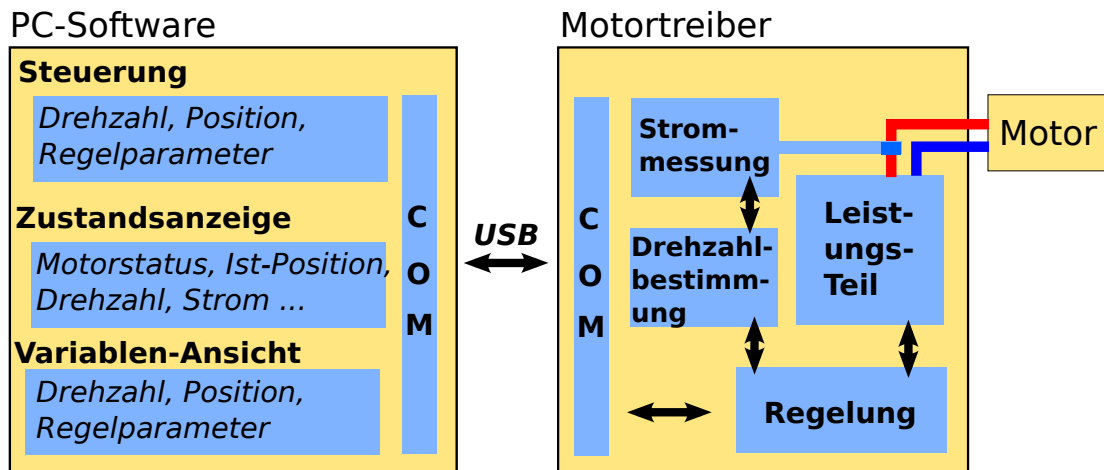 PC-Software
Steuerung
Drehzahl, Position,
Regelparameter
Zustandsanzeige
Motorstatus, Ist-Position,
Drehzahl, Strom ...
Variablen-Ansicht
Drehzahl, Position,
Regelparameter
C
O
M
USB
Motortreiber
C
O
M
Strom-
messung
Drehzahl-
bestimm-
ung
Leist-
ungs-
Teil
Regelung
Motor